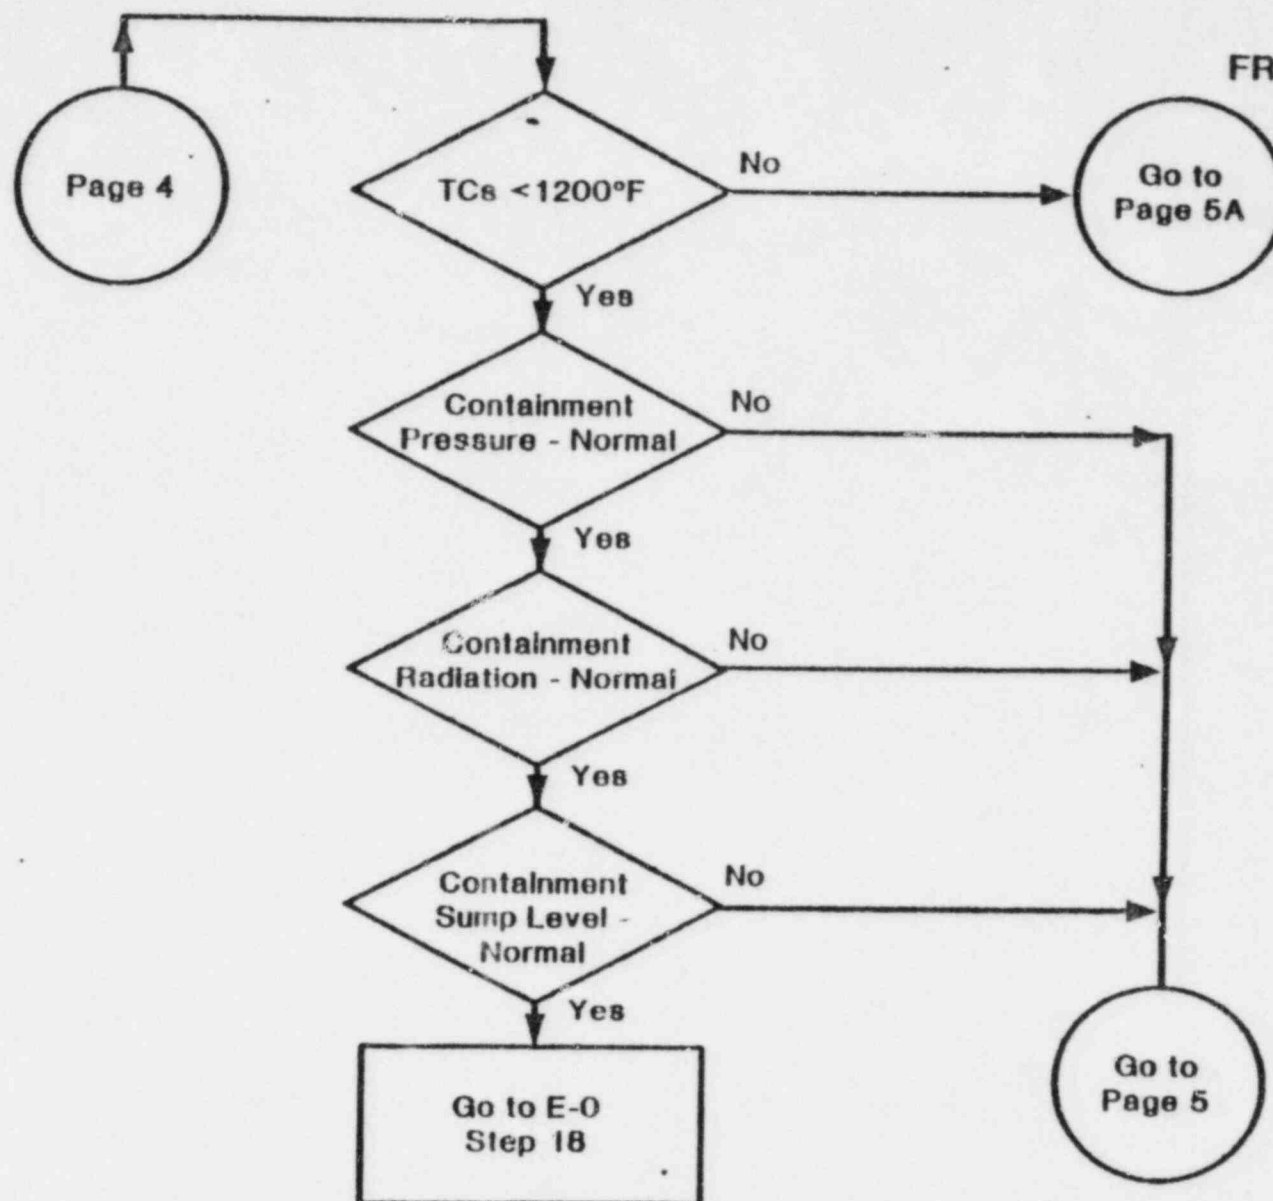 FR
Page 4
TCs <1200°F
No
Go to
Page 5A
Yes
Containment
Pressure - Normal
No
Yes
Containment
Radiation - Normal
No
Yes
Containment
Sump Level -
Normal
No
Yes
Go to E-0
Step 18
Go to
Page 5